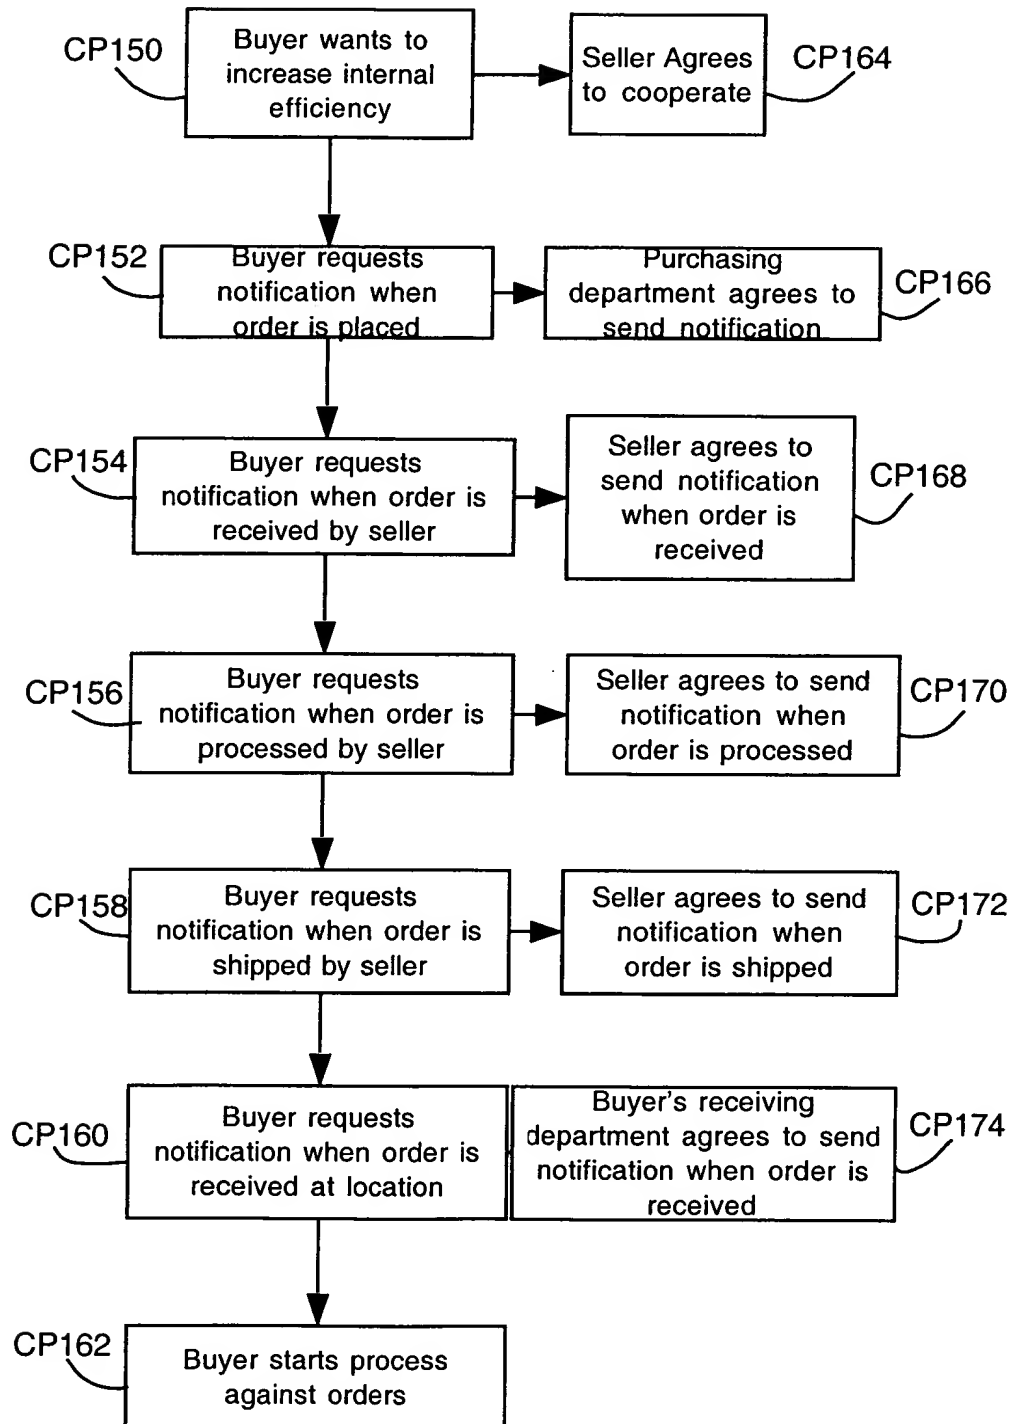 CP150
Buyer wants to
increase internal
efficiency
Seller Agrees
to cooperate
CP164
CP152
Buyer requests
notification when
order is placed
Purchasing
department agrees to
send notification
CP166
CP154
Buyer requests
notification when order is
received by seller
Seller agrees to
send notification
when order is
received
CP168
CP156
Buyer requests
notification when order is
processed by seller
Seller agrees to send
notification when
order is processed
CP170
CP158
Buyer requests
notification when order is
shipped by seller
Seller agrees to send
notification when
order is shipped
CP172
CP160
Buyer requests
notification when order is
received at location
Buyer's receiving
department agrees to send
notification when order is
received
CP174
CP162
Buyer starts process
against orders